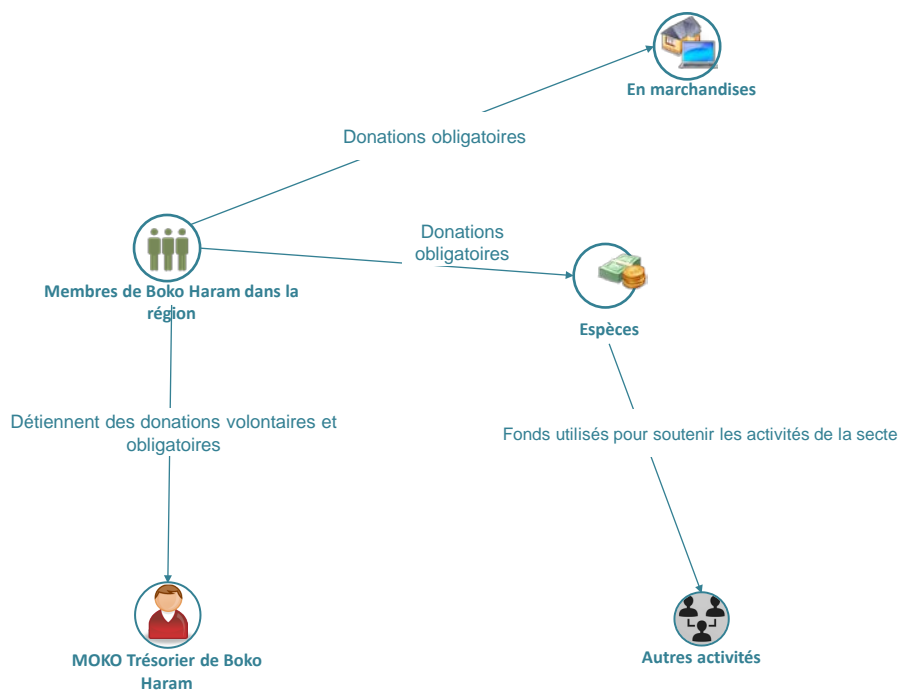 En marchandises
Donations obligatoires
Donations
obligatoires
Membres de Boko Haram dans la
région
Espèces
Détiennent des donations volontaires et
obligatoires
Fonds utilisés pour soutenir les activités de la secte
MOKO Trésorier de Boko
Haram
Autres activités